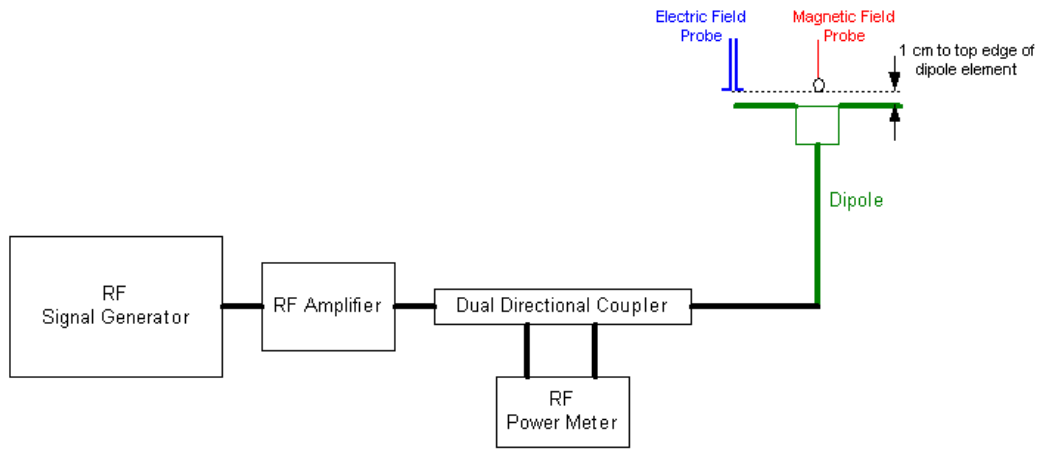 Electric Field
Probe
Magnetic Field
Probe
1 cm to top edge of
dipole element
Dipole
RF
Signal Generator
RF Amplifier
Dual Directional Coupler
RF
Power Meter